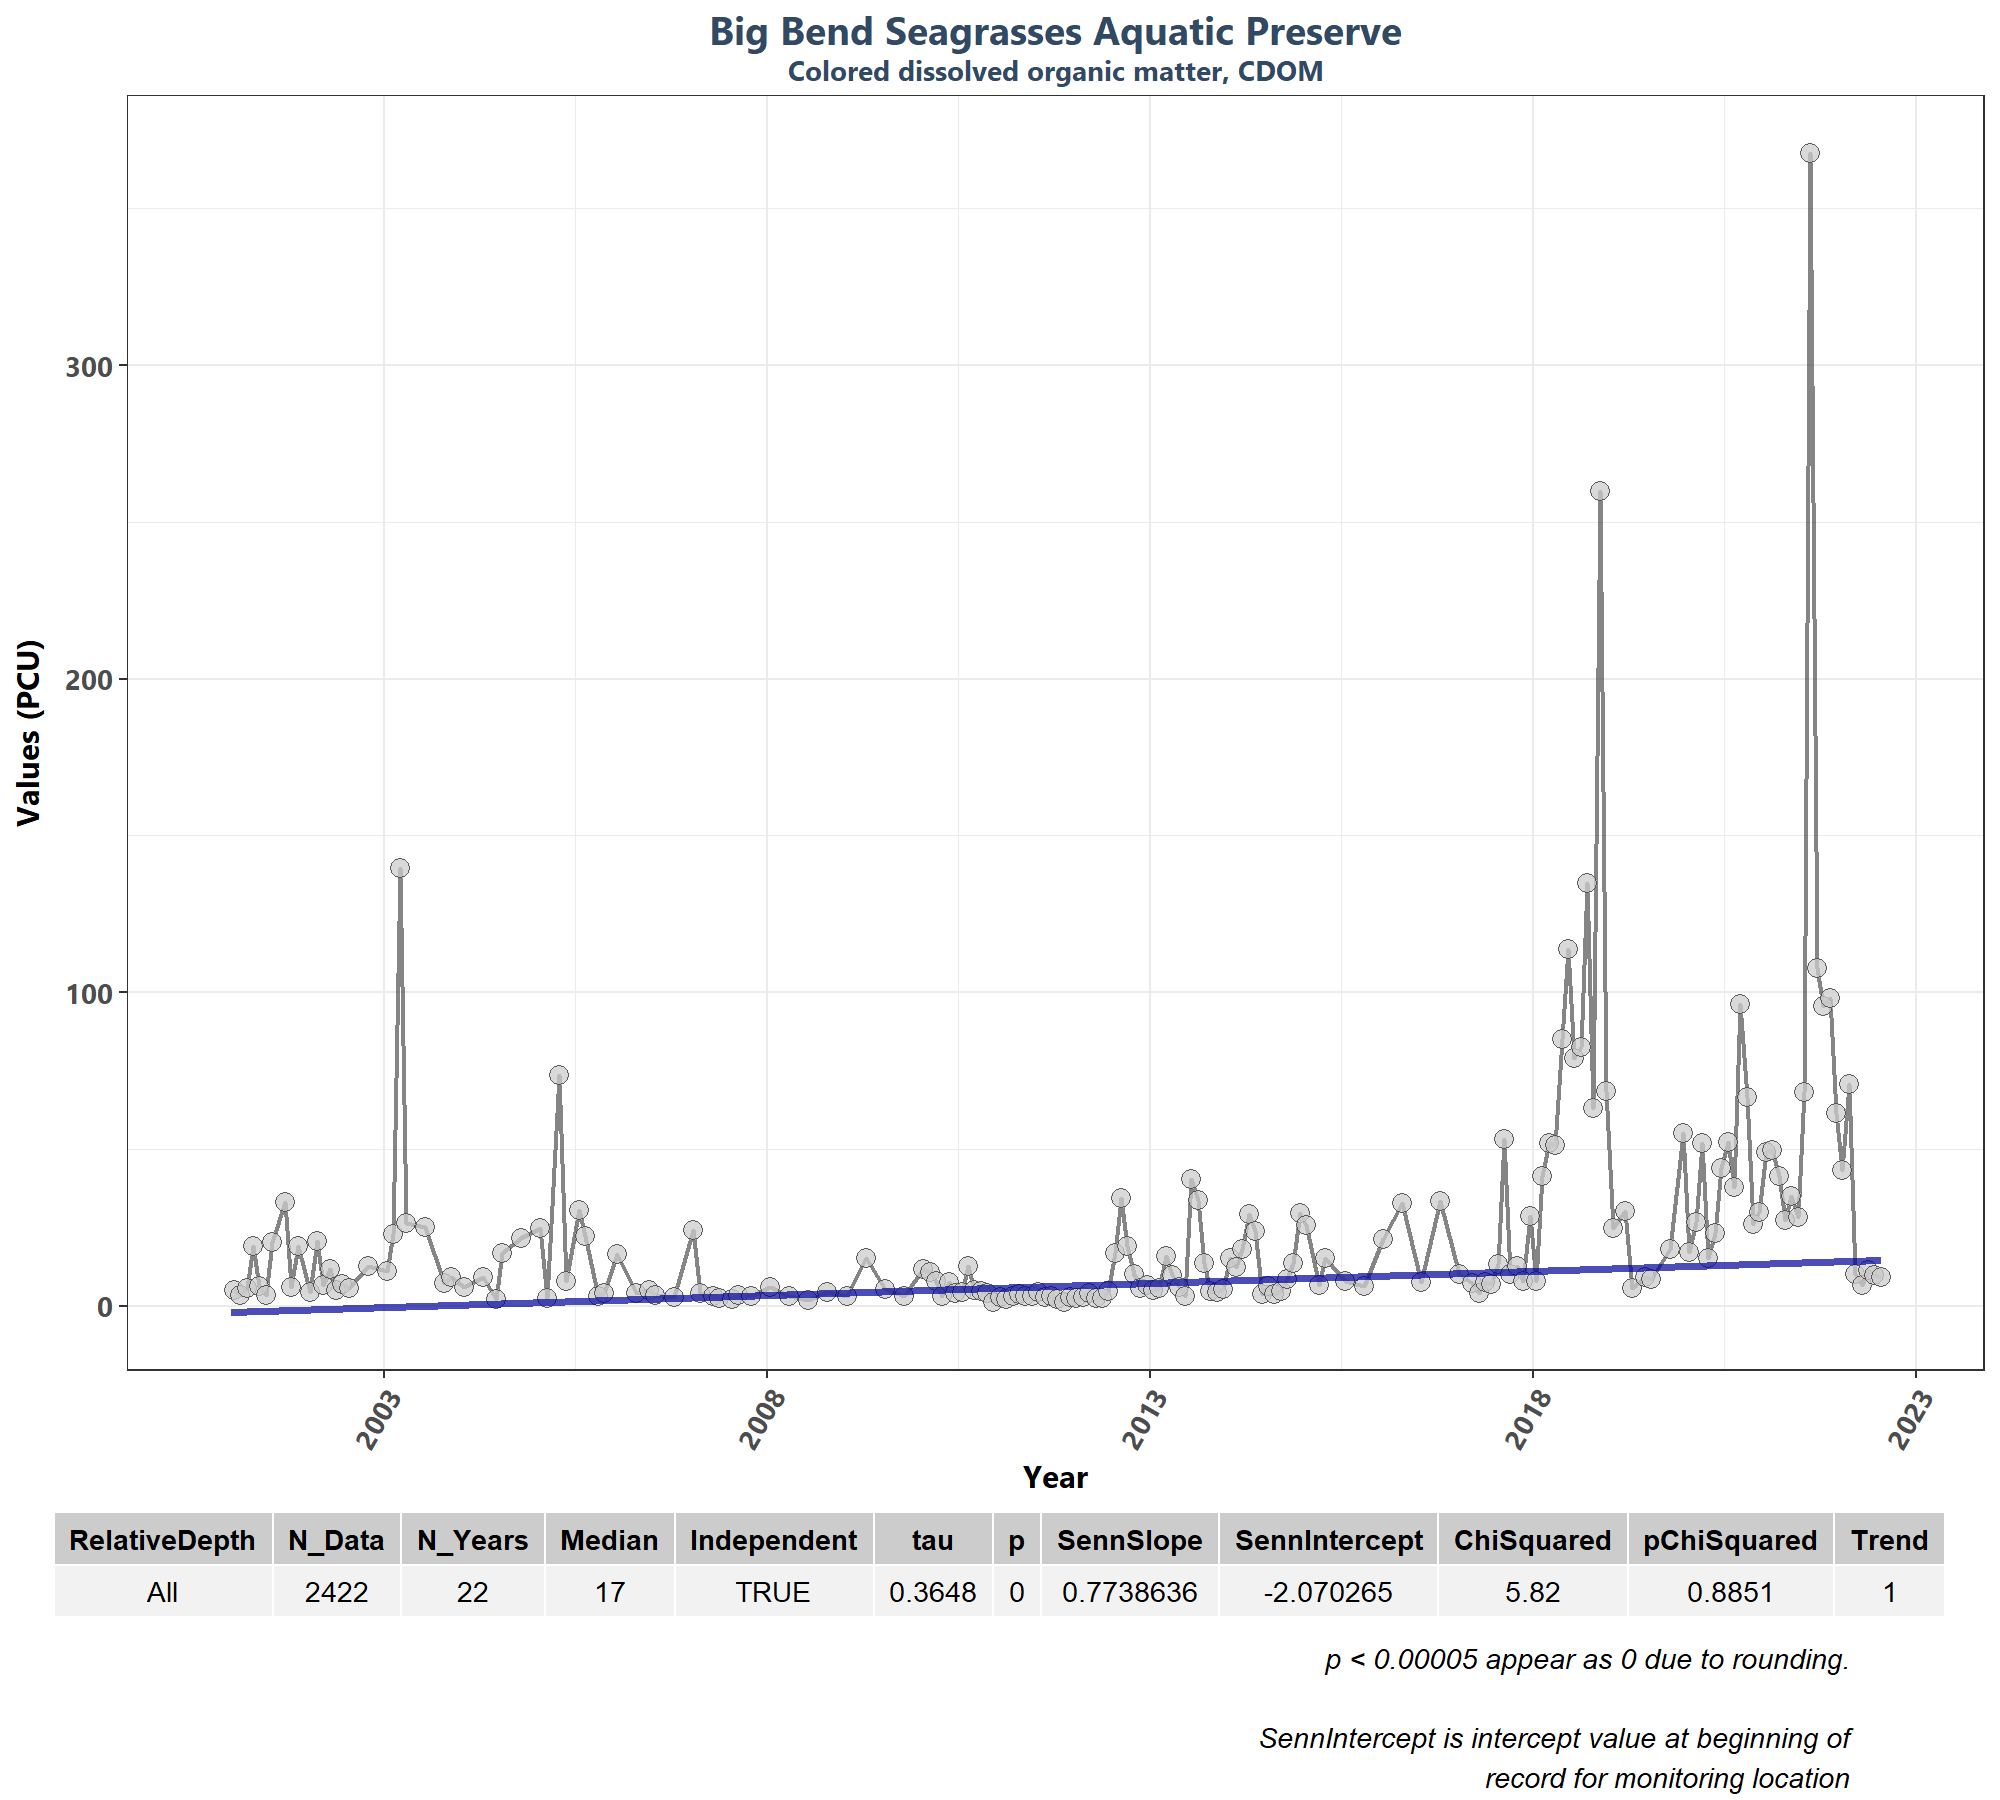 Big Bend Seagrasses Aquatic Preserve
Colored dissolved organic matter, CDOM
Values (PCU)
300
200
100
0
2003 2008 2013 2018 2023
Year
RelativeDepth N_Data N_Years Median Independent tau p SennSlope SennIntercept ChiSquared pChiSquared Trend
All 2422 22 17 TRUE 0.3648 0 0.7738636 -2.070265 5.82 0.8851 1
p < 0.00005 appear as 0 due to rounding.
SennIntercept is intercept value at beginning of
record for monitoring location